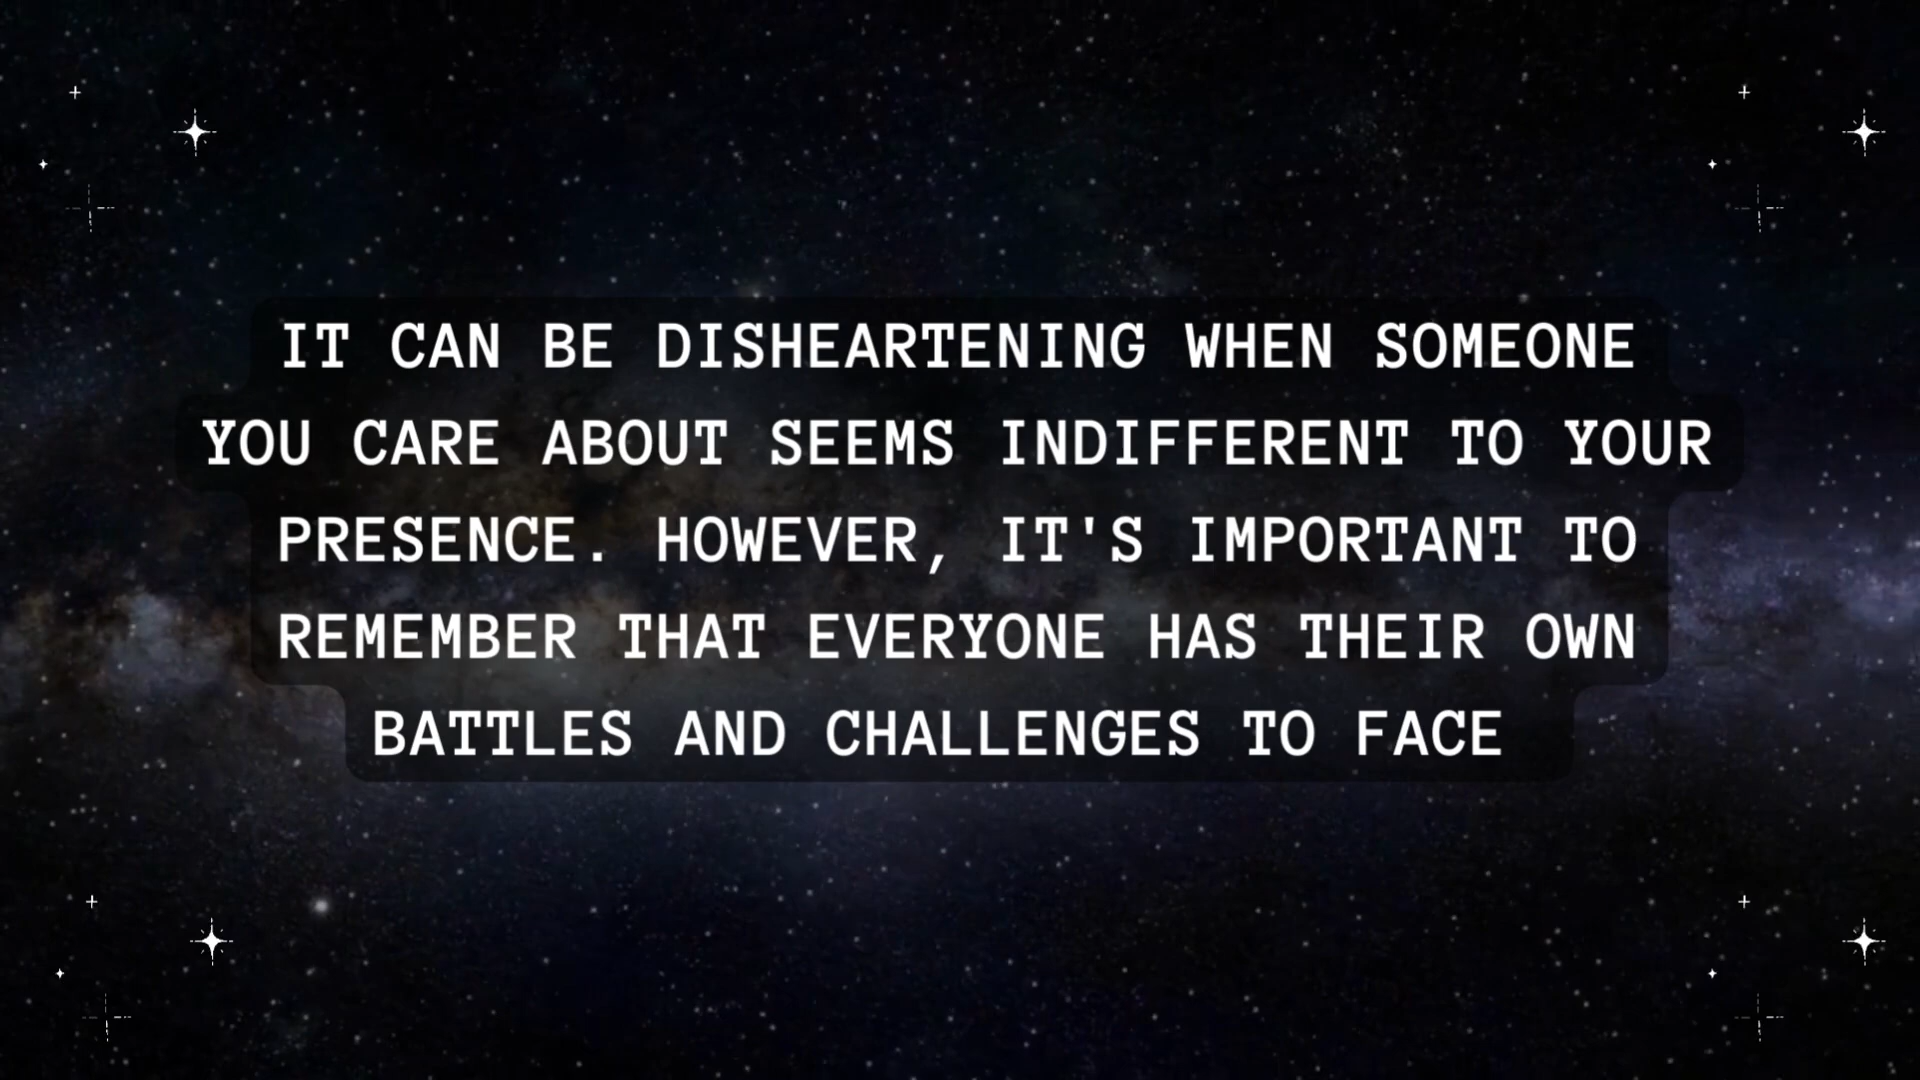 IT CAN BE DISHEARTENING WHEN SOMEONE
YOU CARE ABOUT SEEMS INDIFFERENT TO YOUR
PRESENCE. HOWEVER, IT'S IMPORTANT TO
REMEMBER THAT EVERYONE HAS THEIR OWN
BATTLES AND CHALLENGES TO FACE